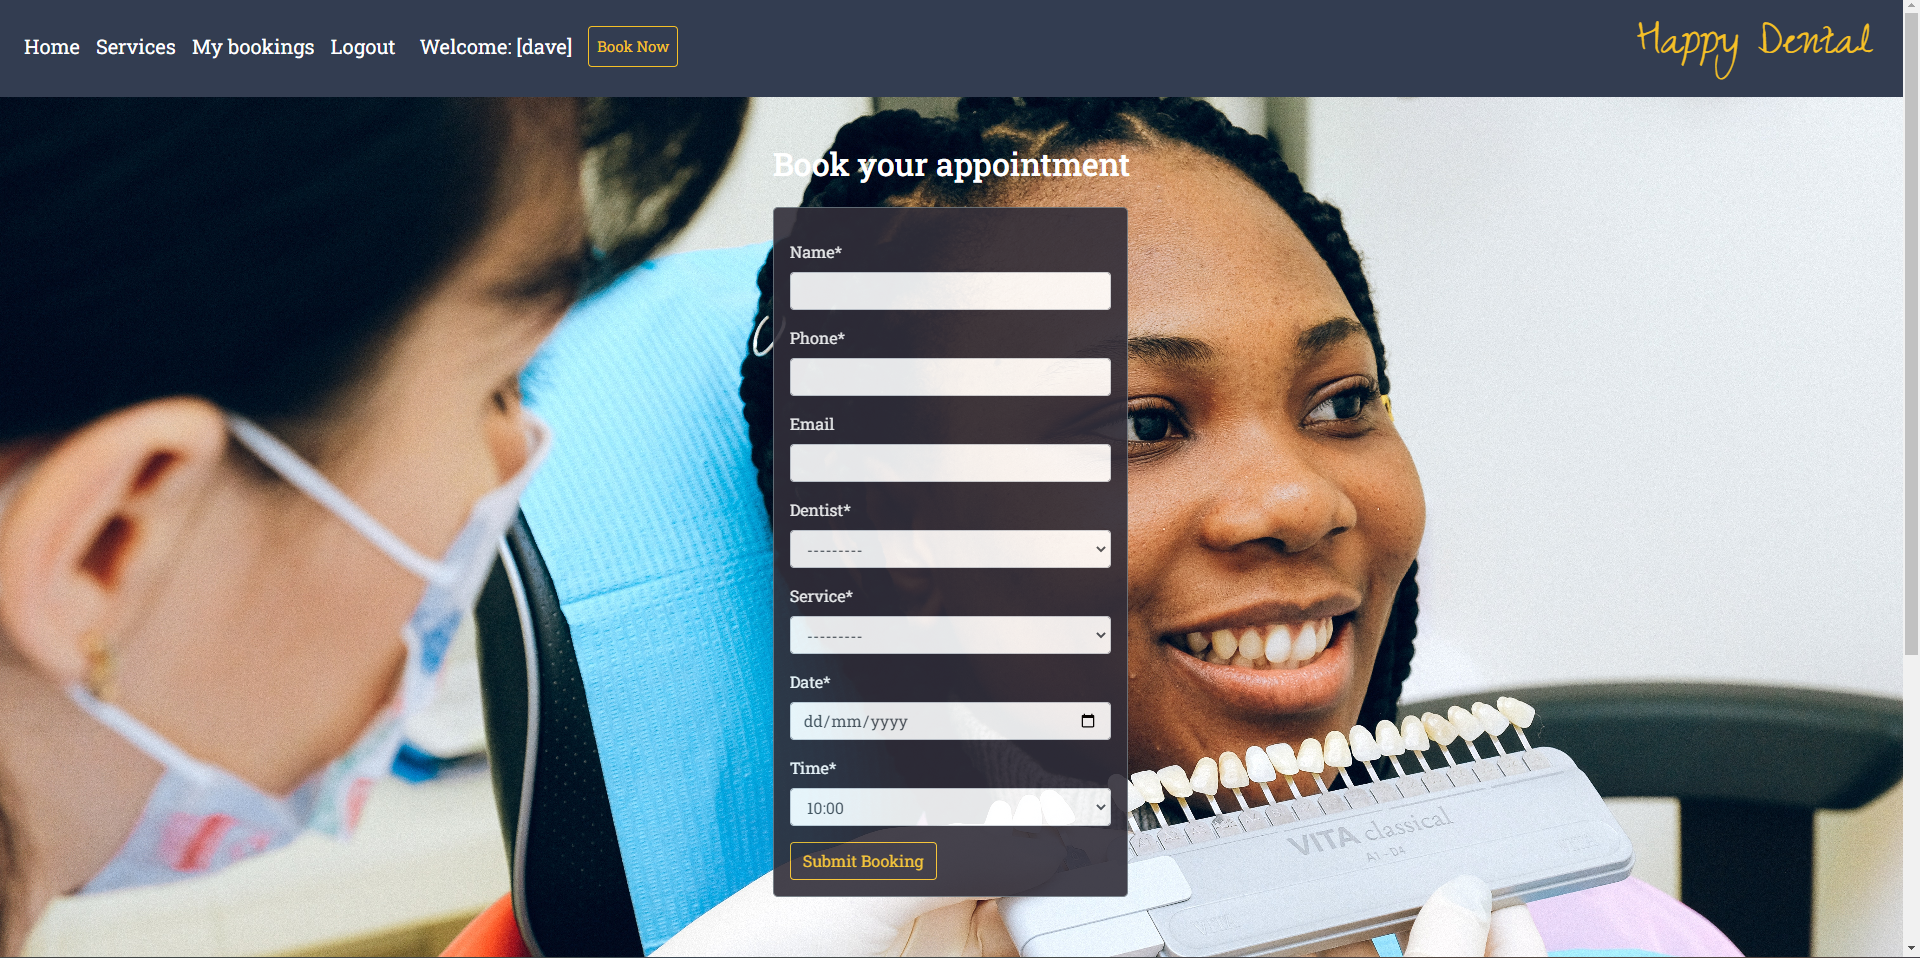 Home Services My bookings Logout Welcome: [dave] Book Now Happy Dental
Book your appointment
Name*
Phone*
Email
Dentist*
---------
Service*
---------
Date*
dd/mm/yyyy
Time*
10:00
Submit Booking
VITA classical
A1-D4